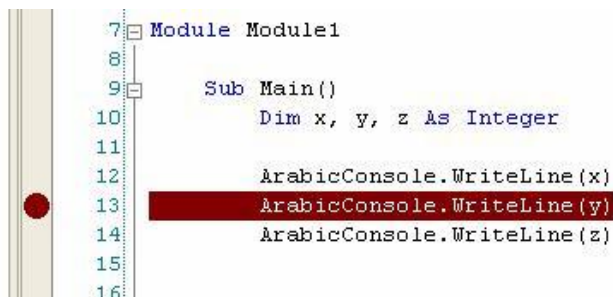 7 Module Module1
8
9 Sub Main()
10 Dim x, y, z As Integer
11
12 ArabicConsole.WriteLine(x)
13 ArabicConsole.WriteLine(y)
14 ArabicConsole.WriteLine(z)
15
16